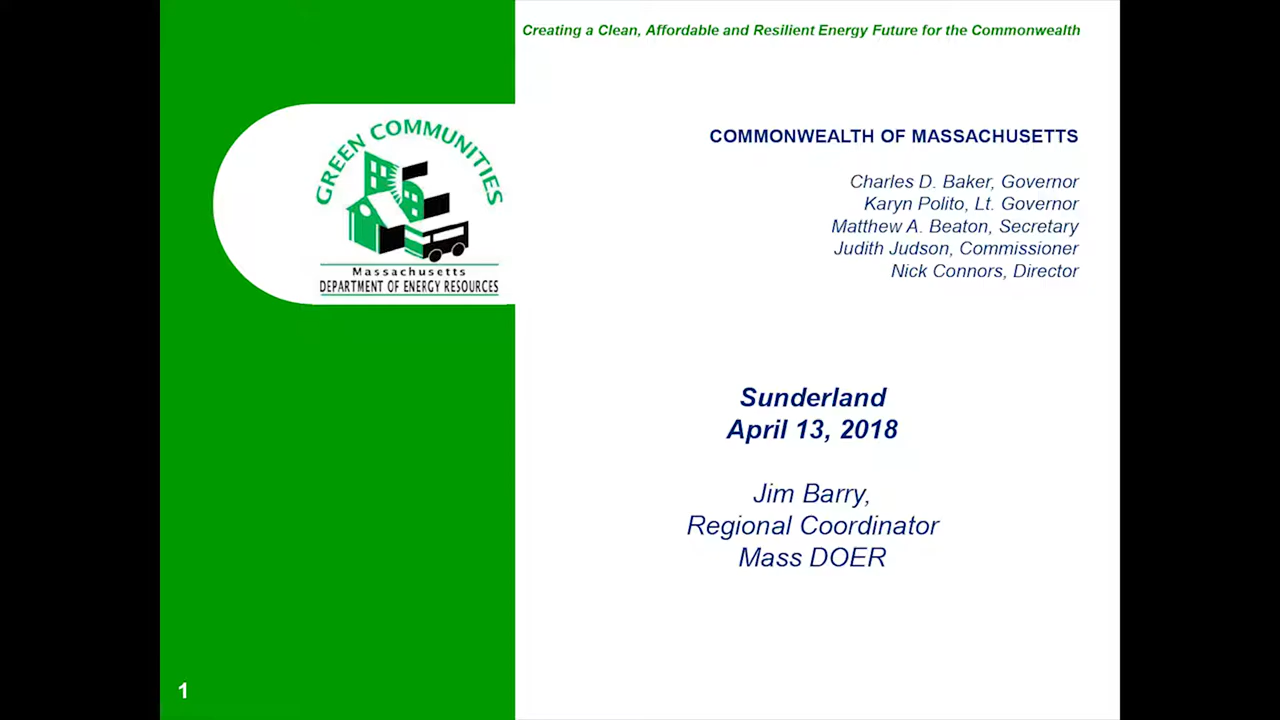 Creating a Clean, Affordable and Resilient Energy Future for the Commonwealth
GREEN COMMUNITIES
Massachusetts
DEPARTMENT OF ENERGY RESOURCES
COMMONWEALTH OF MASSACHUSETTS
Charles D. Baker, Governor
Karyn Polito, Lt. Governor
Matthew A. Beaton, Secretary
Judith Judson, Commissioner
Nick Connors, Director
Sunderland
April 13, 2018
Jim Barry,
Regional Coordinator
Mass DOER
1